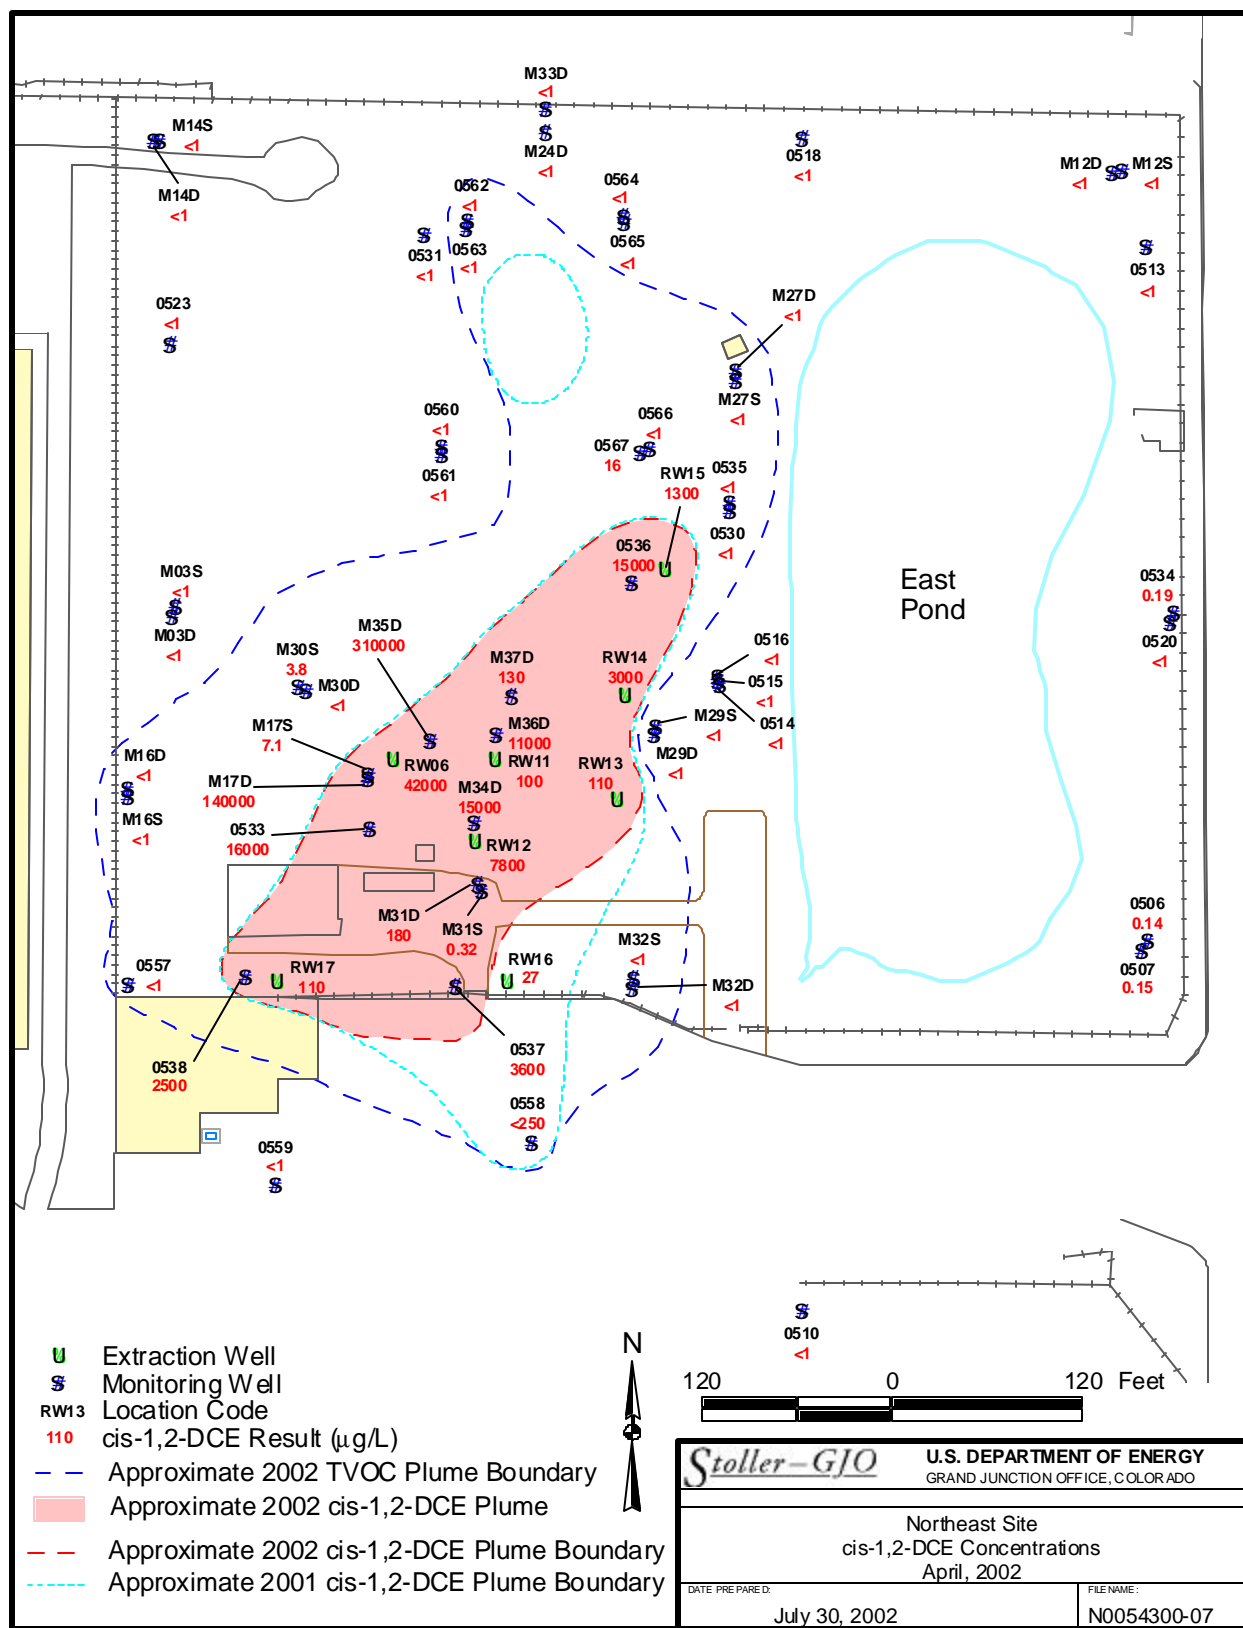 M33D
<1
M14S
<1
M24D
<1
0518
<1
M12D
<1
M12S
<1
M14D
<1
0562
<1
0564
<1
0531
<1
0563
<1
0565
<1
0513
<1
0523
<1
M27D
<1
M27S
<1
0560
<1
0566
<1
0567
16
0561
<1
RW15
1300
0535
<1
0530
<1
0536
15000
East
Pond
0534
0.19
0520
<1
M03S
<1
M03D
<1
M35D
310000
M30S
3.8
M30D
<1
M37D
130
RW14
3000
0516
<1
0515
<1
0514
<1
M17S
7.1
M36D
11000
M29S
<1
M29D
<1
M16D
<1
M17D
140000
RW06
42000
RW11
100
RW13
110
M16S
<1
M34D
15000
0533
16000
RW12
7800
M31D
180
M31S
0.32
M32S
<1
0506
0.14
0557
<1
RW17
110
RW16
27
M32D
<1
0507
0.15
0538
2500
0537
3600
0558
<250
0559
<1
0510
<1
Extraction Well
Monitoring Well
RW13 Location Code
110 cis-1,2-DCE Result (μg/L)
Approximate 2002 TVOC Plume Boundary
Approximate 2002 cis-1,2-DCE Plume
Approximate 2002 cis-1,2-DCE Plume Boundary
Approximate 2001 cis-1,2-DCE Plume Boundary
N
120 0 120 Feet
Stoller-GJO
U.S. DEPARTMENT OF ENERGY
GRAND JUNCTION OFFICE, COLORADO
Northeast Site
cis-1,2-DCE Concentrations
April, 2002
DATE PREPARED:
July 30, 2002
FILENAME:
N0054300-07